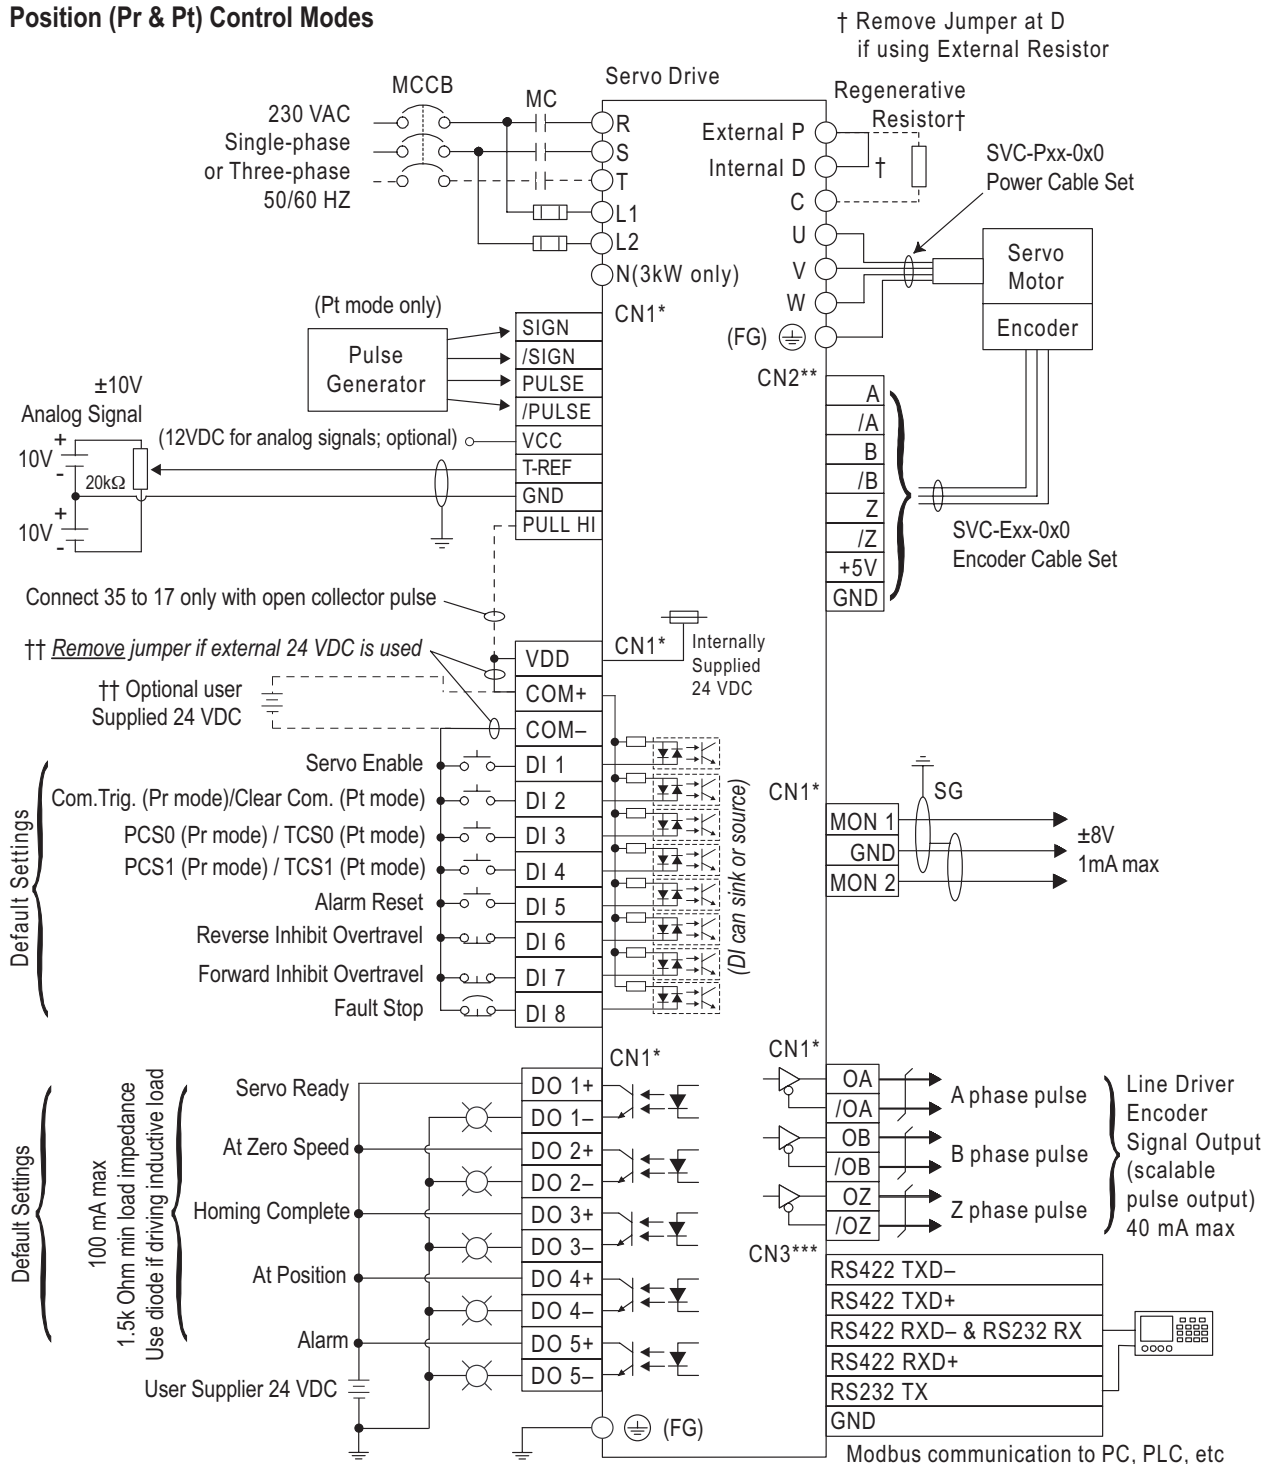 Position (Pr & Pt) Control Modes
† Remove Jumper at D
if using External Resistor
MCCB
MC
Servo Drive
230 VAC
Single-phase
or Three-phase
50/60 HZ
R
S
T
L1
L2
N(3kW only)
External P
Internal D
C
U
V
W
(FG)
Regenerative
Resistor†
†
SVC-Pxx-0x0
Power Cable Set
Servo
Motor
Encoder
(Pt mode only)
Pulse
Generator
CN1*
SIGN
/SIGN
PULSE
/PULSE
VCC
T-REF
GND
PULL HI
±10V
Analog Signal
(12VDC for analog signals; optional)
+
10V
-
20kΩ
+
10V
-
CN2**
A
/A
B
/B
Z
/Z
+5V
GND
SVC-Exx-0x0
Encoder Cable Set
Connect 35 to 17 only with open collector pulse
†† Remove jumper if external 24 VDC is used
†† Optional user
Supplied 24 VDC
CN1*
Internally
Supplied
24 VDC
VDD
COM+
COM–
Default Settings
Servo Enable
DI 1
Com.Trig. (Pr mode)/Clear Com. (Pt mode)
DI 2
PCS0 (Pr mode) / TCS0 (Pt mode)
DI 3
PCS1 (Pr mode) / TCS1 (Pt mode)
DI 4
Alarm Reset
DI 5
Reverse Inhibit Overtravel
DI 6
Forward Inhibit Overtravel
DI 7
Fault Stop
DI 8
(DI can sink or source)
CN1*
SG
MON 1
GND
MON 2
±8V
1mA max
Default Settings
100 mA max
1.5k Ohm min load impedance
Use diode if driving inductive load
CN1*
Servo Ready
DO 1+
DO 1–
At Zero Speed
DO 2+
DO 2–
Homing Complete
DO 3+
DO 3–
At Position
DO 4+
DO 4–
Alarm
DO 5+
DO 5–
User Supplier 24 VDC
(FG)
CN1*
OA
/OA
OB
/OB
OZ
/OZ
A phase pulse
B phase pulse
Z phase pulse
Line Driver
Encoder
Signal Output
(scalable
pulse output)
40 mA max
CN3***
RS422 TXD–
RS422 TXD+
RS422 RXD– & RS232 RX
RS422 RXD+
RS232 TX
GND
Modbus communication to PC, PLC, etc